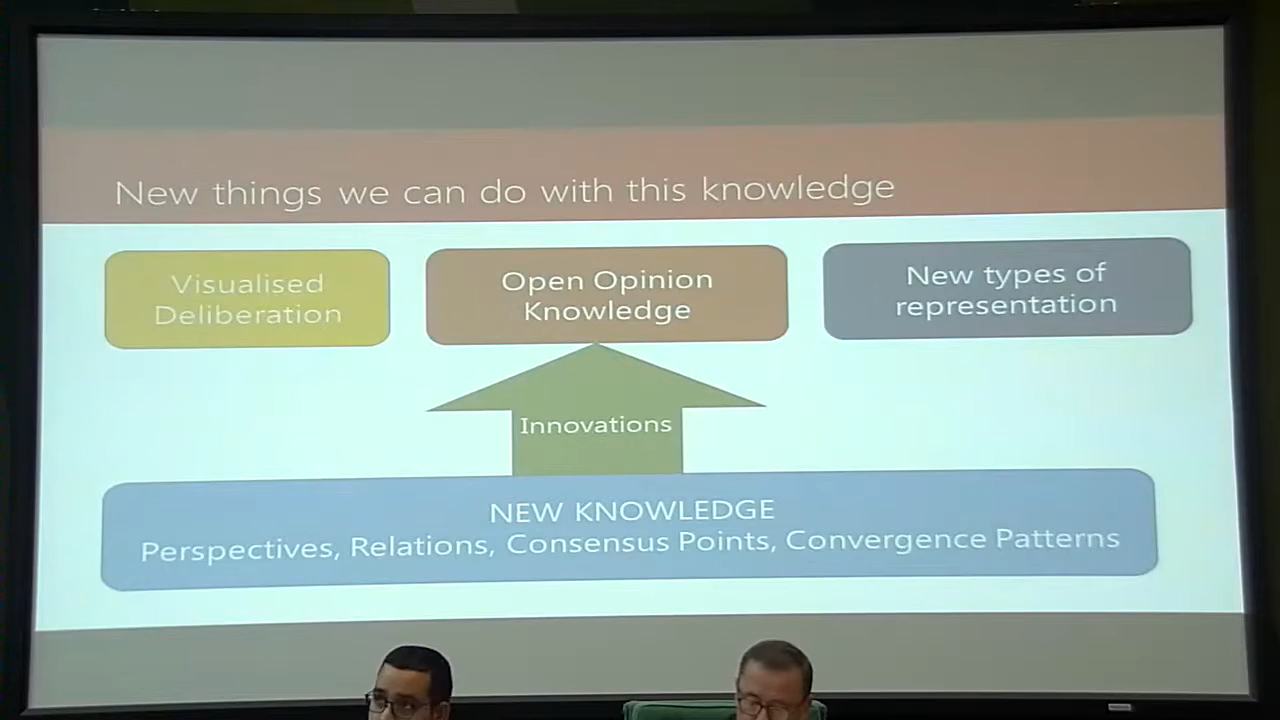 New things we can do with this knowledge
Visualised
Deliberation
Open Opinion
Knowledge
New types of
representation
Innovations
NEW KNOWLEDGE
Perspectives, Relations, Consensus Points, Convergence Patterns